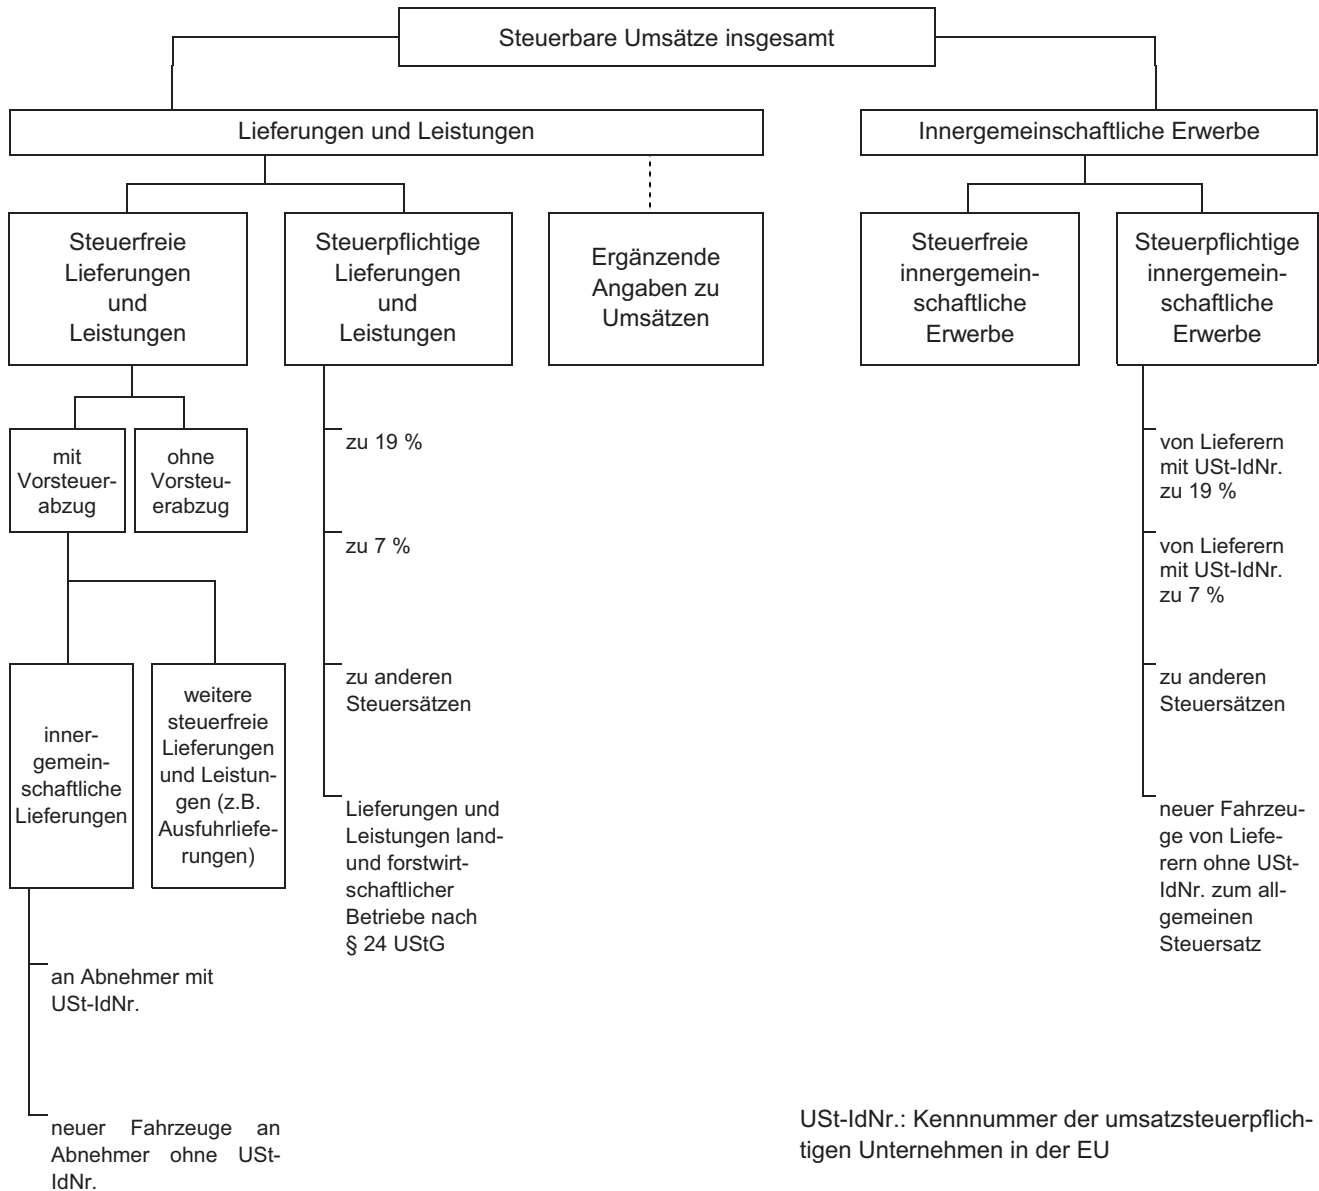 Steuerbare Umsätze insgesamt
Lieferungen und Leistungen
Innergemeinschaftliche Erwerbe
Steuerfreie
Lieferungen
und
Leistungen
Steuerpflichtige
Lieferungen
und
Leistungen
Ergänzende
Angaben zu
Umsätzen
Steuerfreie
innergemein-
schaftliche
Erwerbe
Steuerpflichtige
innergemein-
schaftliche
Erwerbe
mit
Vorsteuer-
abzug
ohne
Vorsteu-
erabzug
inner-
gemein-
schaftliche
Lieferungen
weitere
steuerfreie
Lieferungen
und Leistun-
gen (z.B.
Ausfuhrliefe-
rungen)
an Abnehmer mit
USt-IdNr.
neuer Fahrzeuge an
Abnehmer ohne USt-
IdNr.
zu 19 %
zu 7 %
zu anderen
Steuersätzen
Lieferungen und
Leistungen land-
und forstwirt-
schaftlicher
Betriebe nach
§ 24 UStG
von Lieferern
mit USt-IdNr.
zu 19 %
von Lieferern
mit USt-IdNr.
zu 7 %
zu anderen
Steuersätzen
neuer Fahrzeu-
ge von Liefe-
rern ohne USt-
IdNr. zum all-
gemeinen
Steuersatz
USt-IdNr.: Kennnummer der umsatzsteuerpflich-
tigen Unternehmen in der EU